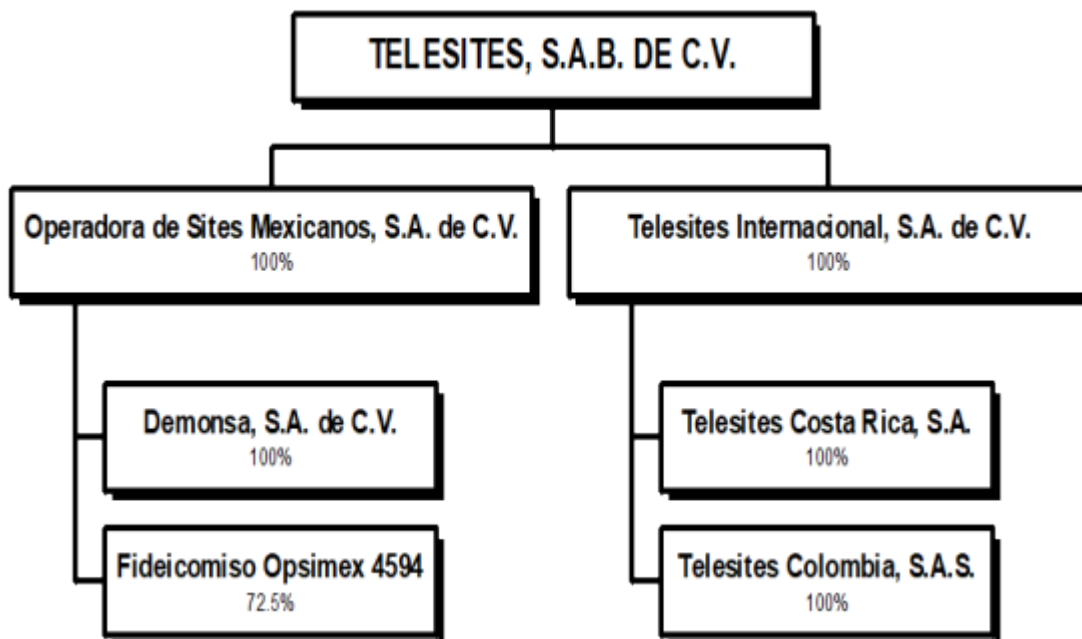 TELESITES, S.A.B. DE C.V.
Operadora de Sites Mexicanos, S.A. de C.V.
100%
Telesites Internacional, S.A. de C.V.
100%
Demonsa, S.A. de C.V.
100%
Fideicomiso Opsimex 4594
72.5%
Telesites Costa Rica, S.A.
100%
Telesites Colombia, S.A.S.
100%